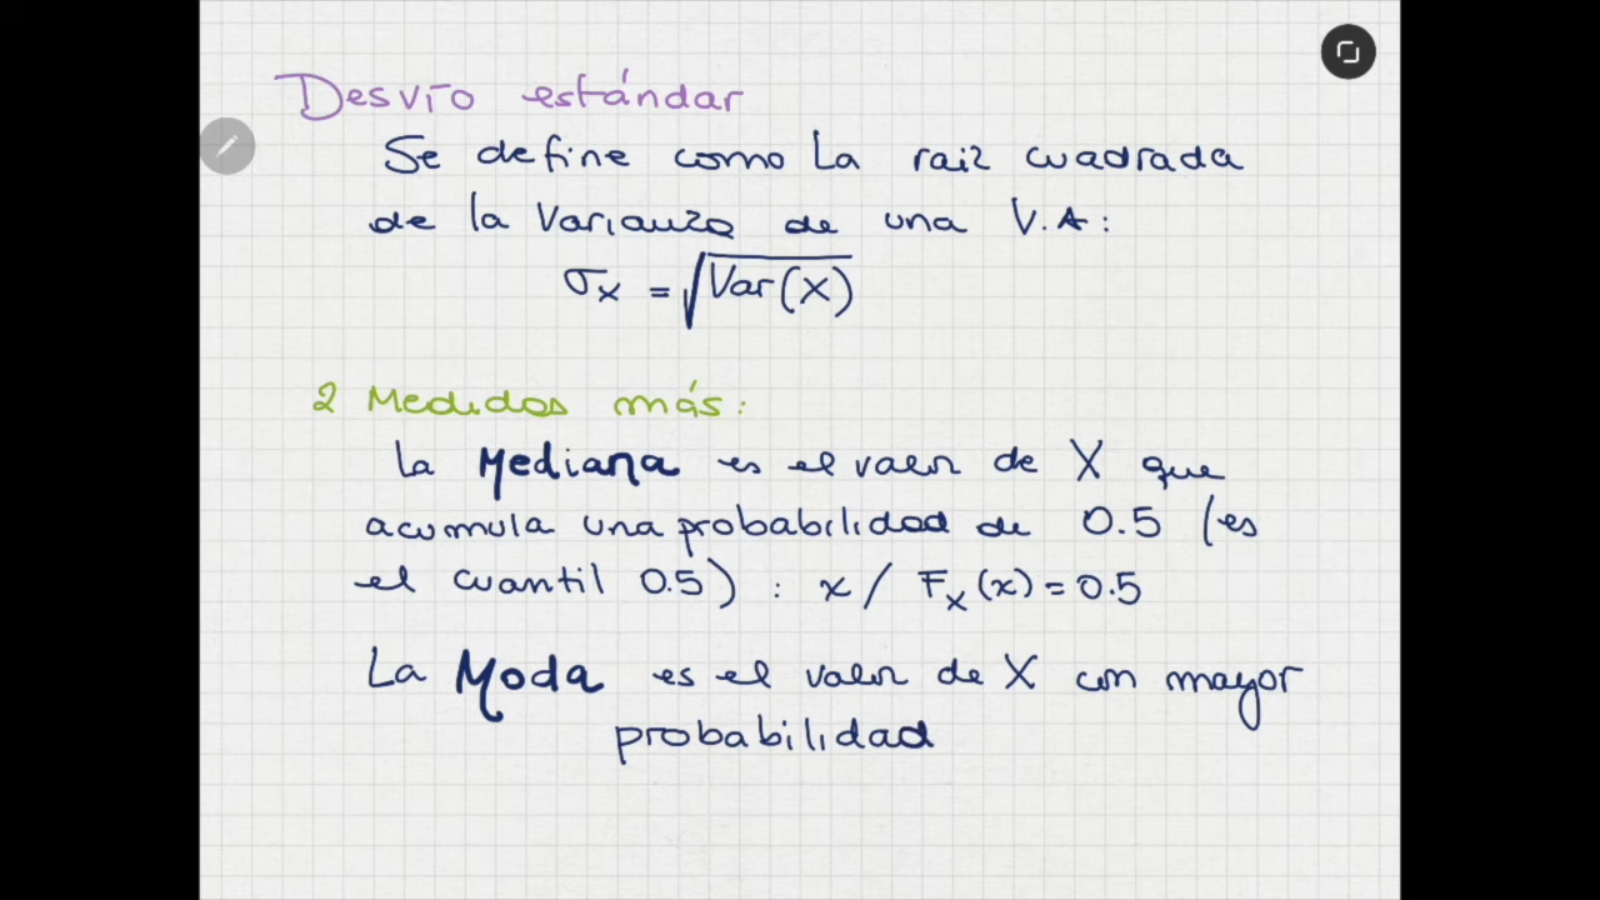 Desvío estándar
Se define como la raiz cuadrada
de la Varianza de una V.A:
σ_X = √Var(X)
2 Medidas más:
La Mediana es el valor de X que
acumula una probabilidad de 0.5 (es
el cuantil 0.5) : x / F_X(x) = 0.5
La Moda es el valor de X con mayor
probabilidad